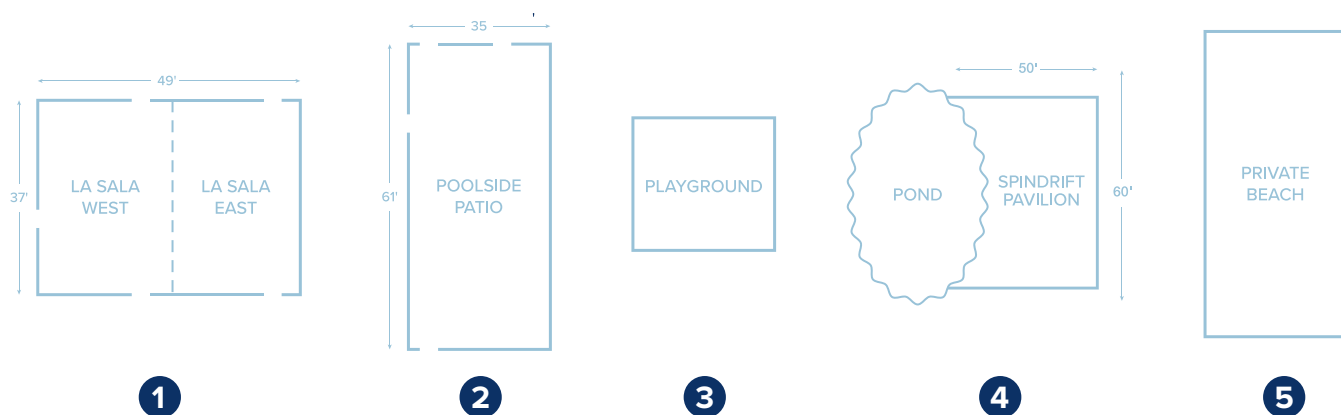 49'
37'
LA SALA
WEST
LA SALA
EAST
1
35 '
61'
POOLSIDE
PATIO
2
PLAYGROUND
3
50'
60'
POND
SPINDRIFT
PAVILION
4
PRIVATE
BEACH
5